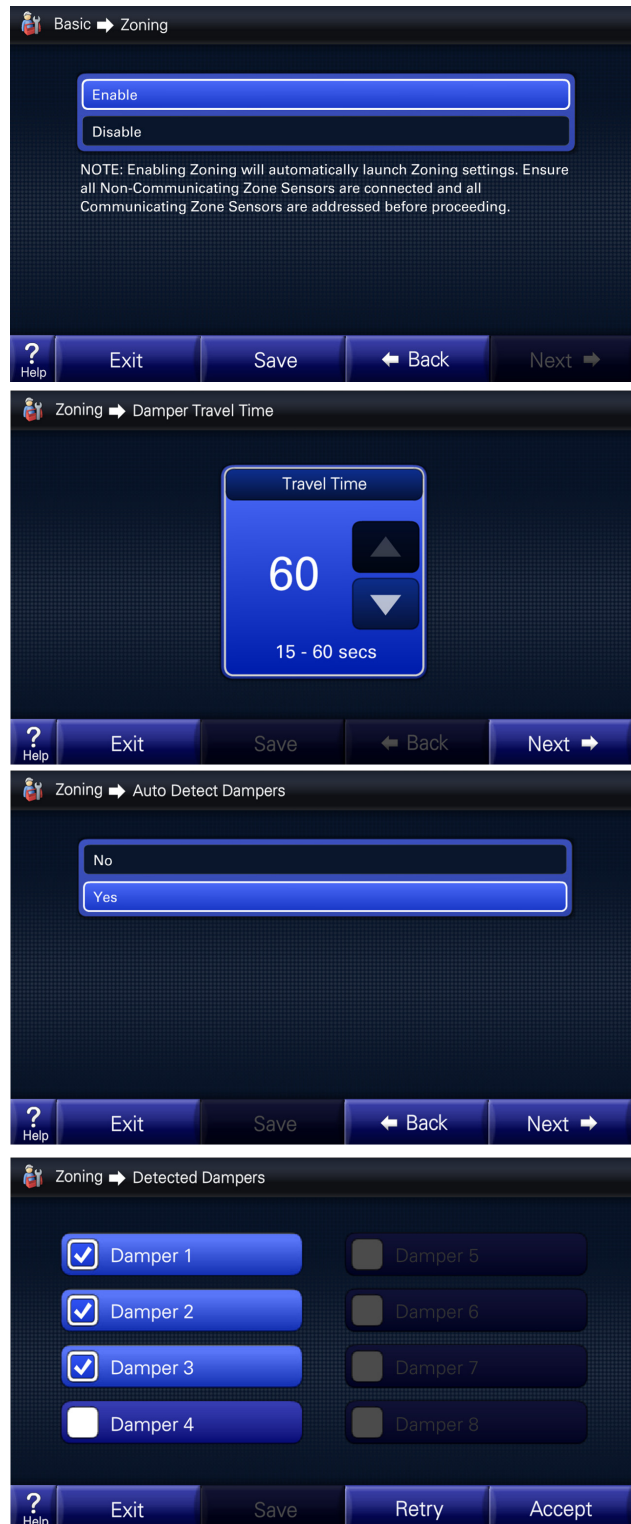 Basic ➡ Zoning
Enable
Disable
NOTE: Enabling Zoning will automatically launch Zoning settings. Ensure
all Non-Communicating Zone Sensors are connected and all
Communicating Zone Sensors are addressed before proceeding.
? Help Exit Save ⬅ Back Next ➡
Zoning ➡ Damper Travel Time
Travel Time
60
15 - 60 secs
? Help Exit Save ⬅ Back Next ➡
Zoning ➡ Auto Detect Dampers
No
Yes
? Help Exit Save ⬅ Back Next ➡
Zoning ➡ Detected Dampers
Damper 1 Damper 5
Damper 2 Damper 6
Damper 3 Damper 7
Damper 4 Damper 8
? Help Exit Save Retry Accept